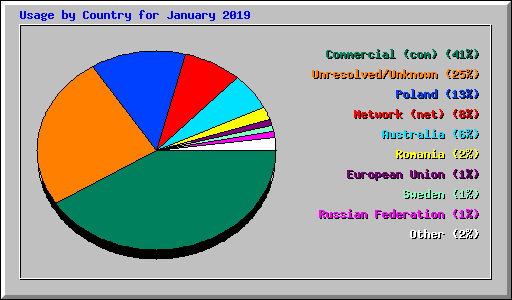 Usage by Country for January 2019
Commercial (com) (41%)
Unresolved/Unknown (25%)
Poland (13%)
Network (net) (8%)
Australia (6%)
Romania (2%)
European Union (1%)
Sweden (1%)
Russian Federation (1%)
Other (2%)